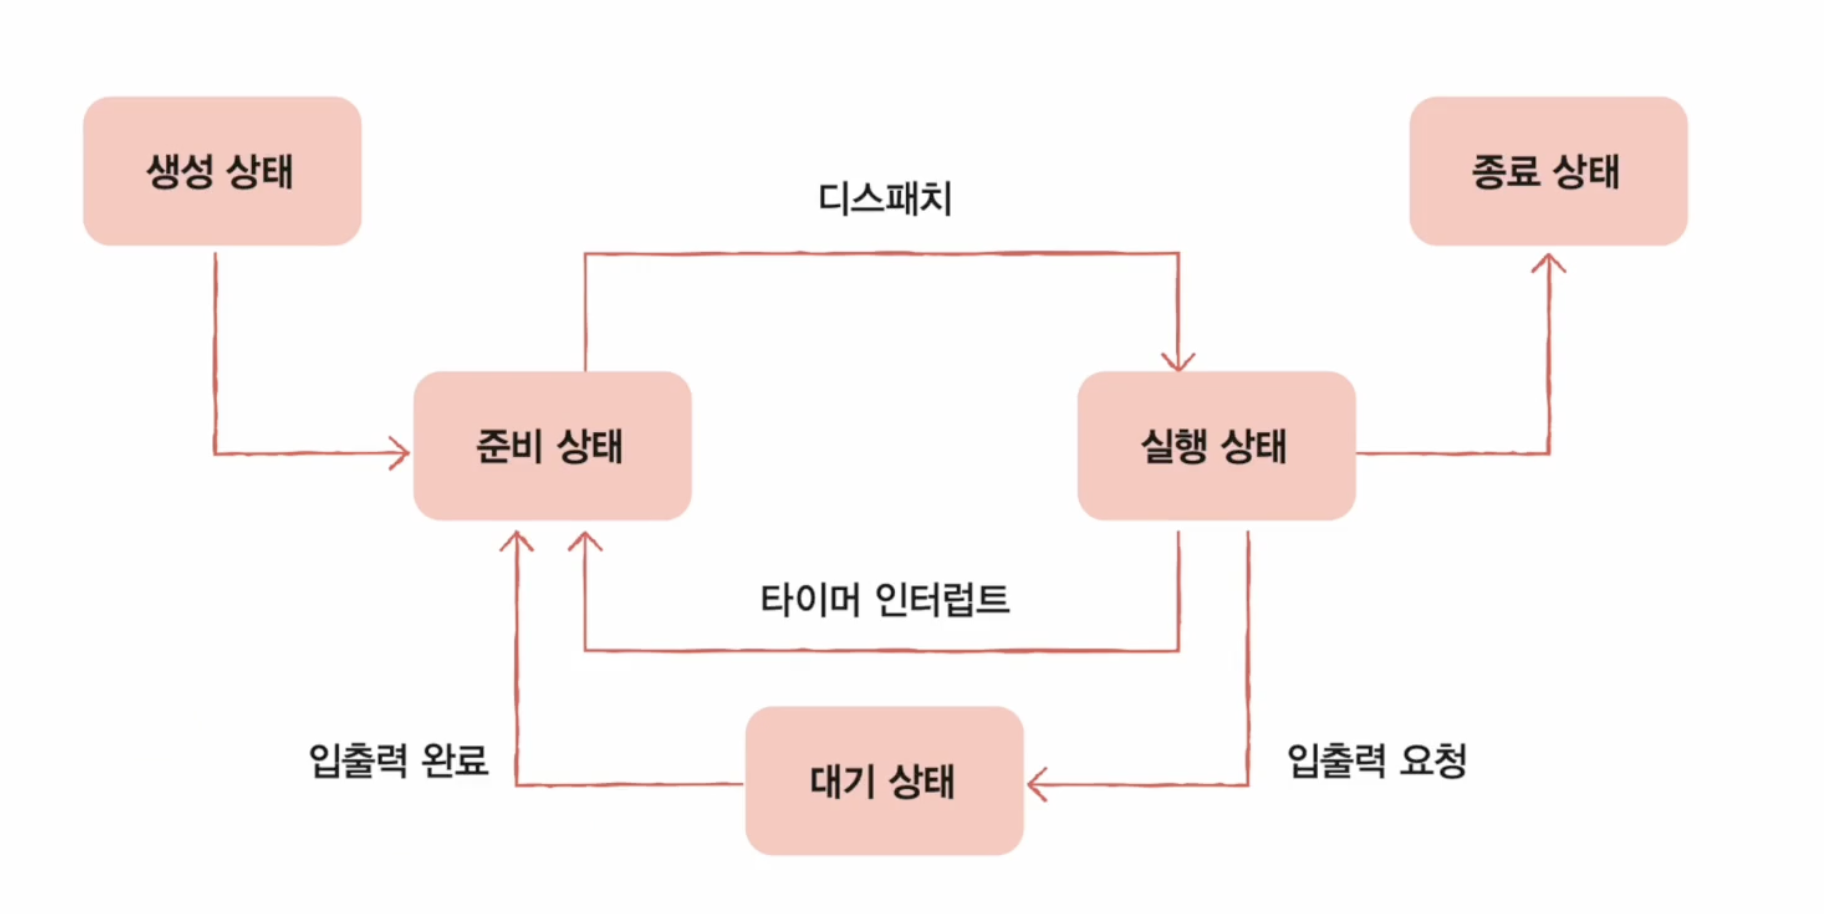 생성 상태
종료 상태
디스패치
준비 상태
실행 상태
타이머 인터럽트
입출력 완료
대기 상태
입출력 요청